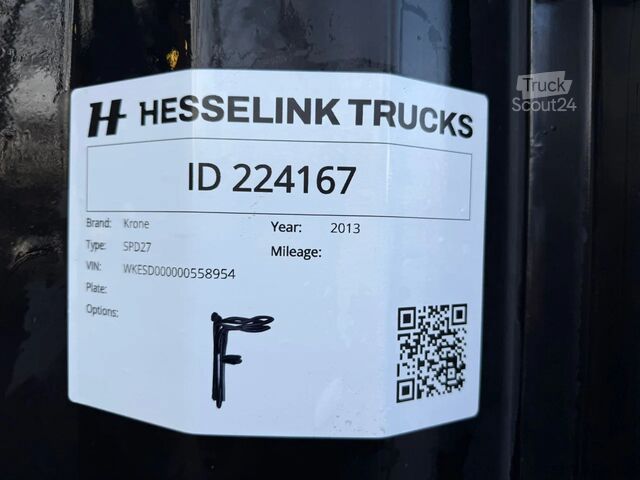 Truck
Scout24
HESSELINK TRUCKS
ID 224167
Brand: Krone
Year: 2013
Type: SPD27
Mileage:
VIN: WKESD000000558954
Plate:
Options:
F